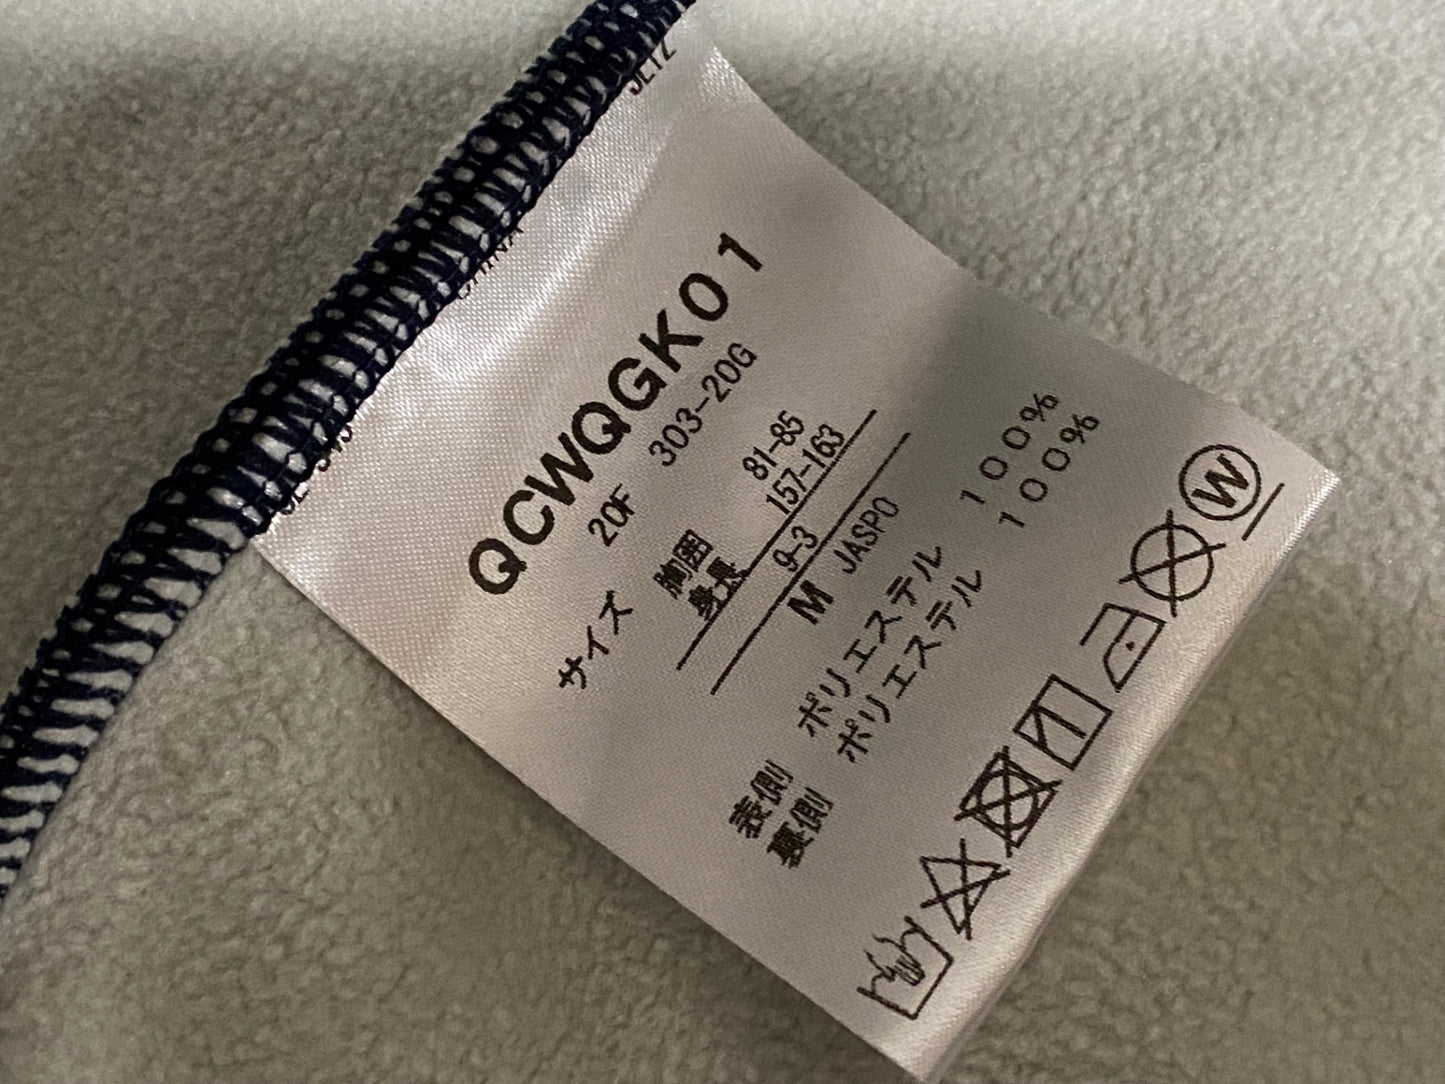 QCWQGK01
20F 303-20G
サイズ
胸囲 81-85
身長 157-163
9-3
M JASPO
表側 ポリエステル 100%
裏側 ポリエステル 100%
W